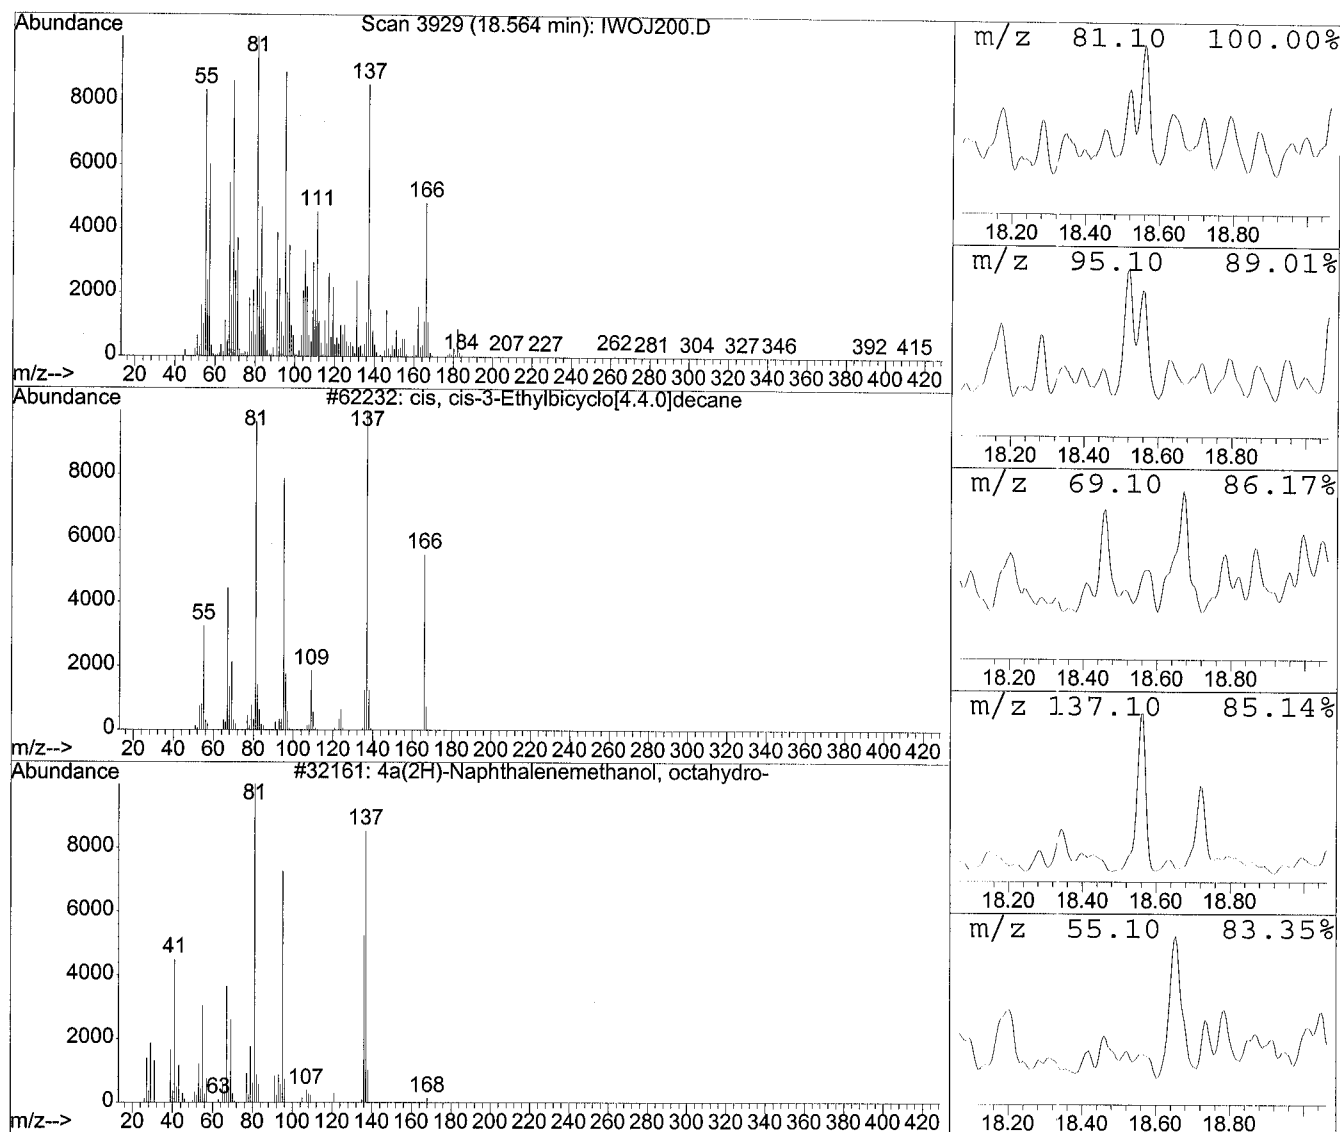 Abundance
Scan 3929 (18.564 min): IWOJ200.D
81
55
137
8000
6000
111
166
4000
2000
0
184 207 227 262 281 304 327 346 392 415
m/z-->
20 40 60 80 100 120 140 160 180 200 220 240 260 280 300 320 340 360 380 400 420
Abundance
#62232: cis, cis-3-Ethylbicyclo[4.4.0]decane
81
137
8000
6000
166
4000
55
2000
109
0
m/z-->
20 40 60 80 100 120 140 160 180 200 220 240 260 280 300 320 340 360 380 400 420
Abundance
#32161: 4a(2H)-Naphthalenemethanol, octahydro-
81
137
8000
6000
41
4000
2000
63
107
168
0
m/z-->
20 40 60 80 100 120 140 160 180 200 220 240 260 280 300 320 340 360 380 400 420
m/z 81.10 100.00%
18.20 18.40 18.60 18.80
m/z 95.10 89.01%
18.20 18.40 18.60 18.80
m/z 69.10 86.17%
18.20 18.40 18.60 18.80
m/z 137.10 85.14%
18.20 18.40 18.60 18.80
m/z 55.10 83.35%
18.20 18.40 18.60 18.80